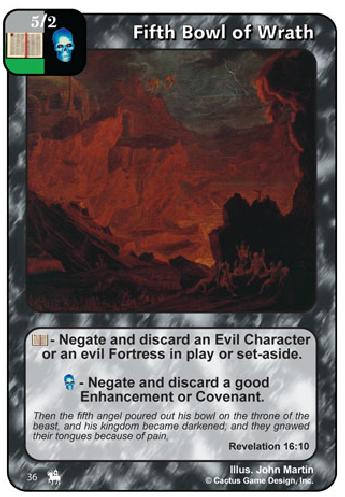 5/2
Fifth Bowl of Wrath
- Negate and discard an Evil Character
or an evil Fortress in play or set-aside.
- Negate and discard a good
Enhancement or Covenant.
Then the fifth angel poured out his bowl on the throne of the
beast, and his kingdom became darkened; and they gnawed
their tongues because of pain,
Revelation 16:10
36
Illus. John Martin
© Cactus Game Design, Inc.